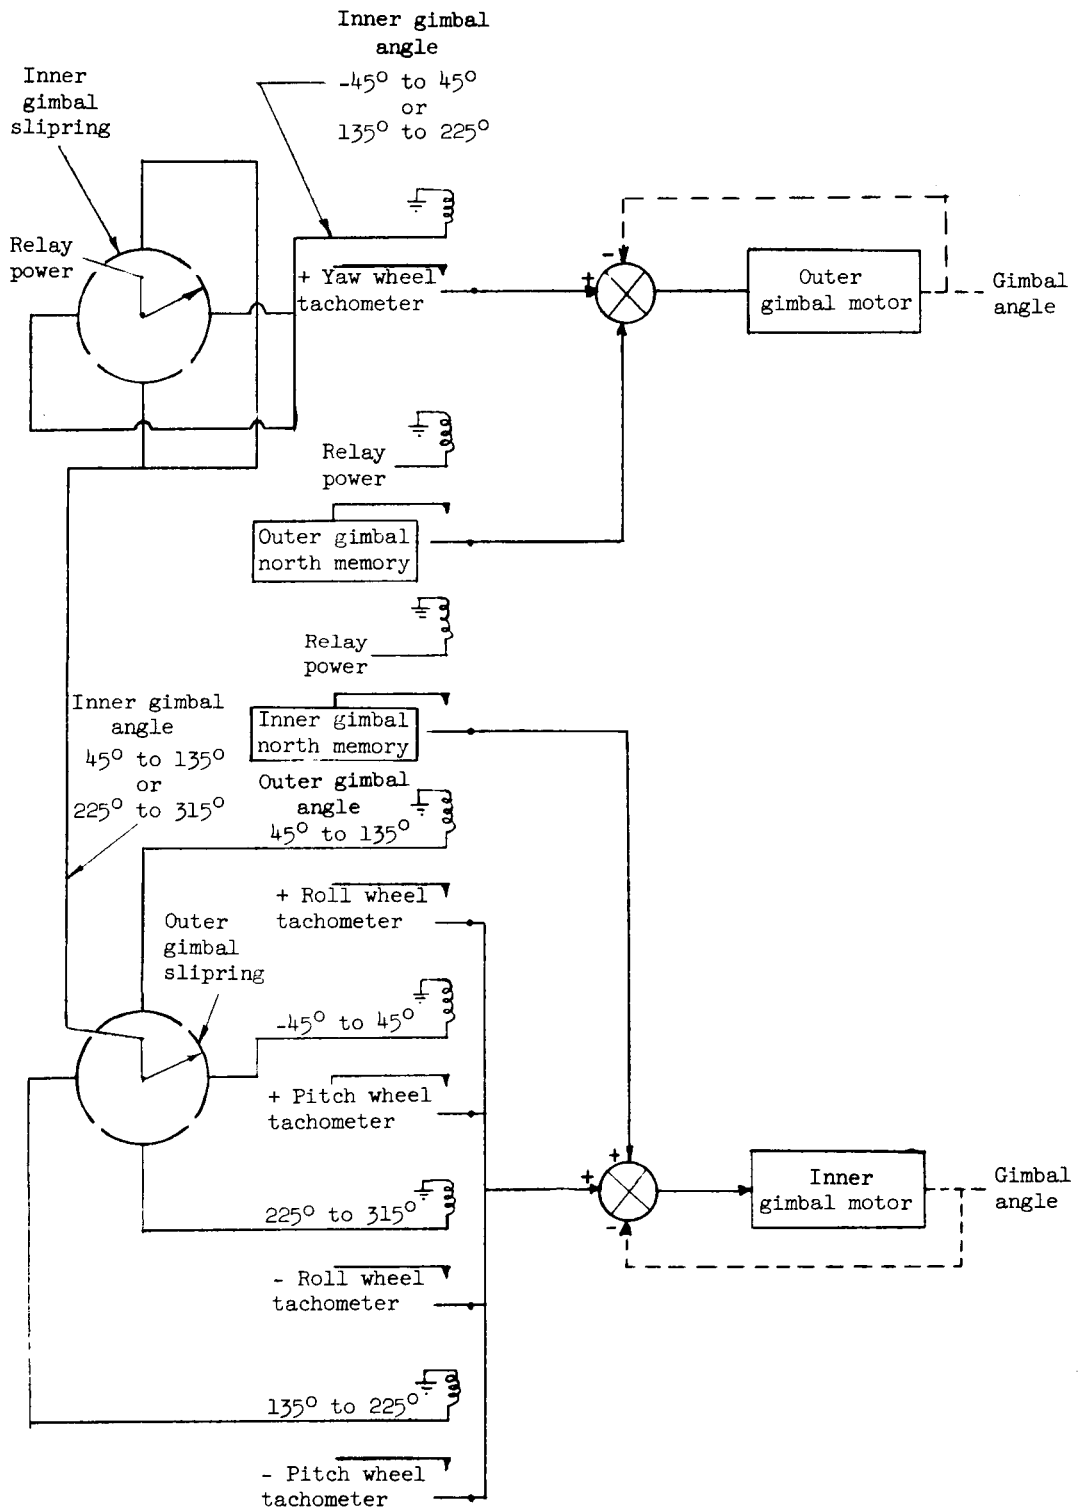 Inner gimbal
angle
-45° to 45°
or
135° to 225°
Inner
gimbal
slipring
Relay
power
+ Yaw wheel
tachometer
+
-
Outer
gimbal motor
Gimbal
angle
Relay
power
Outer gimbal
north memory
Relay
power
Inner gimbal
north memory
Inner gimbal
angle
45° to 135°
or
225° to 315°
Outer gimbal
angle
45° to 135°
+ Roll wheel
tachometer
Outer
gimbal
slipring
-45° to 45°
+ Pitch wheel
tachometer
+
+
-
Inner
gimbal motor
Gimbal
angle
225° to 315°
- Roll wheel
tachometer
135° to 225°
- Pitch wheel
tachometer